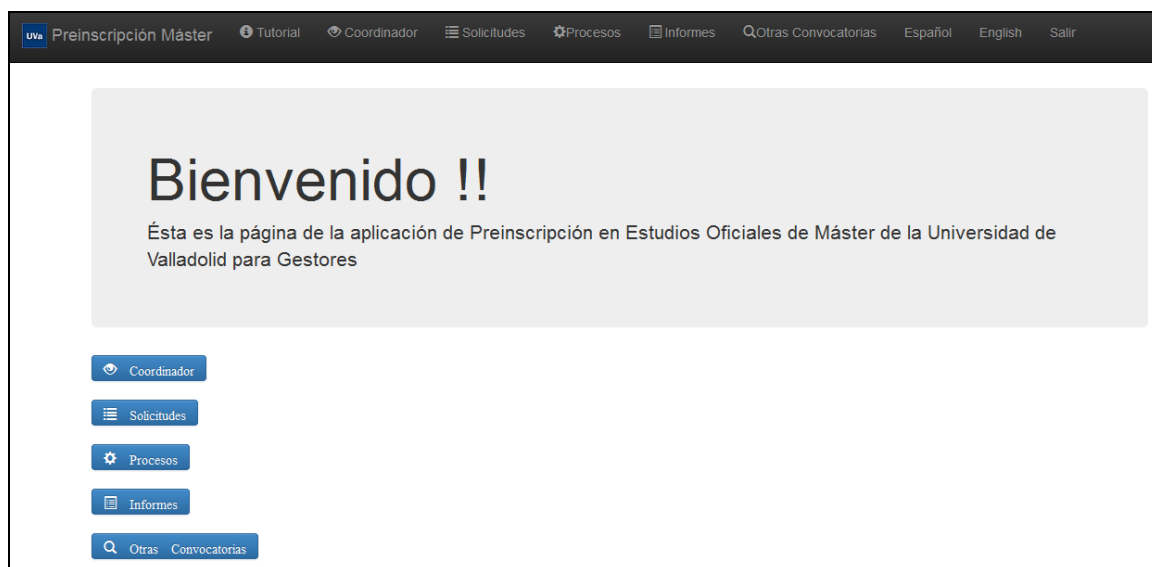 UVa Preinscripción Máster Tutorial Coordinador Solicitudes Procesos Informes Otras Convocatorias Español English Salir
Bienvenido !!
Ésta es la página de la aplicación de Preinscripción en Estudios Oficiales de Máster de la Universidad de
Valladolid para Gestores
Coordinador
Solicitudes
Procesos
Informes
Otras Convocatorias